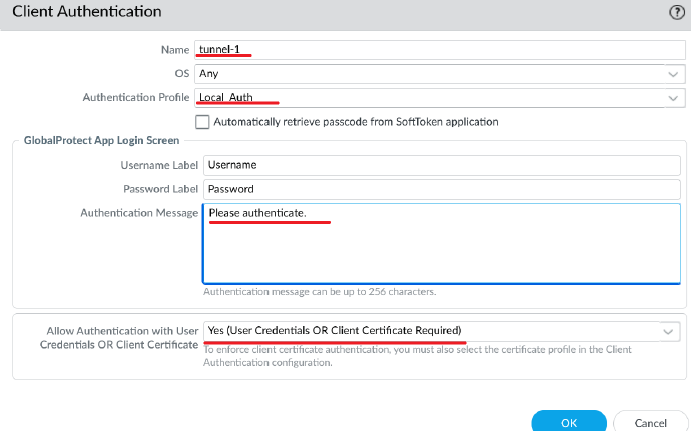 Client Authentication
Name tunnel-1
OS Any
Authentication Profile Local_Auth
Automatically retrieve passcode from SoftToken application
GlobalProtect App Login Screen
Username Label Username
Password Label Password
Authentication Message Please authenticate.
Authentication message can be up to 256 characters.
Allow Authentication with User Yes (User Credentials OR Client Certificate Required)
Credentials OR Client Certificate
To enforce client certificate authentication, you must also select the certificate profile in the Client
Authentication configuration.
OK Cancel